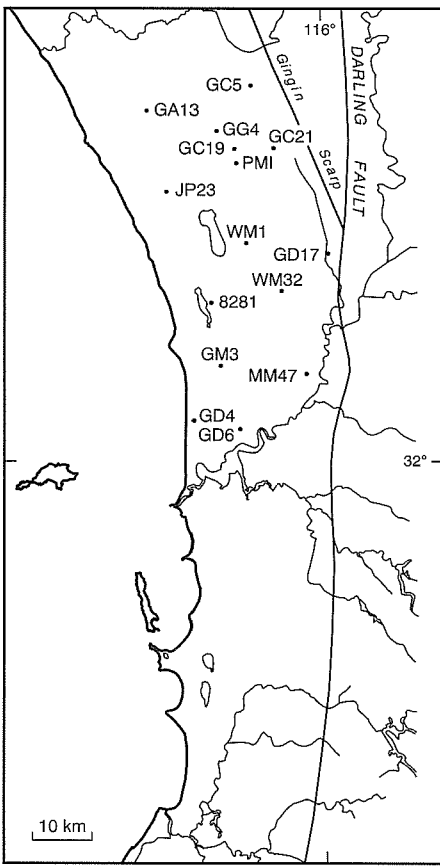 116°
GC5
Gingin Scarp
DARLING FAULT
GA13
GG4
GC19
GC21
PMI
JP23
WM1
GD17
WM32
8281
GM3
MM47
GD4
GD6
32°
10 km